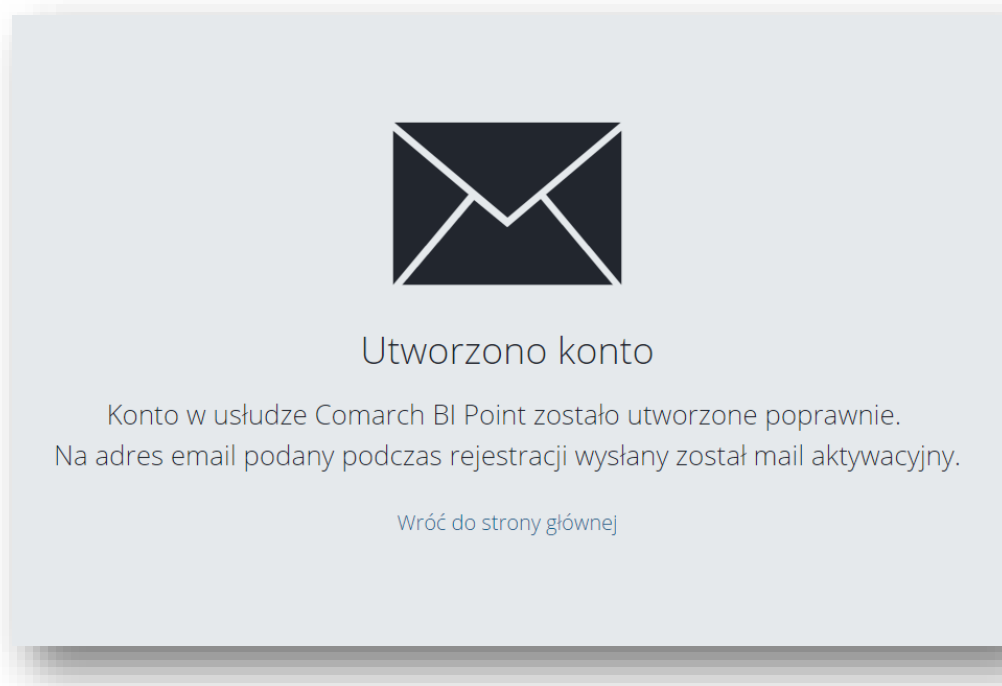 Utworzono konto
Konto w usłudze Comarch BI Point zostało utworzone poprawnie.
Na adres email podany podczas rejestracji wysłany został mail aktywacyjny.
Wróć do strony głównej